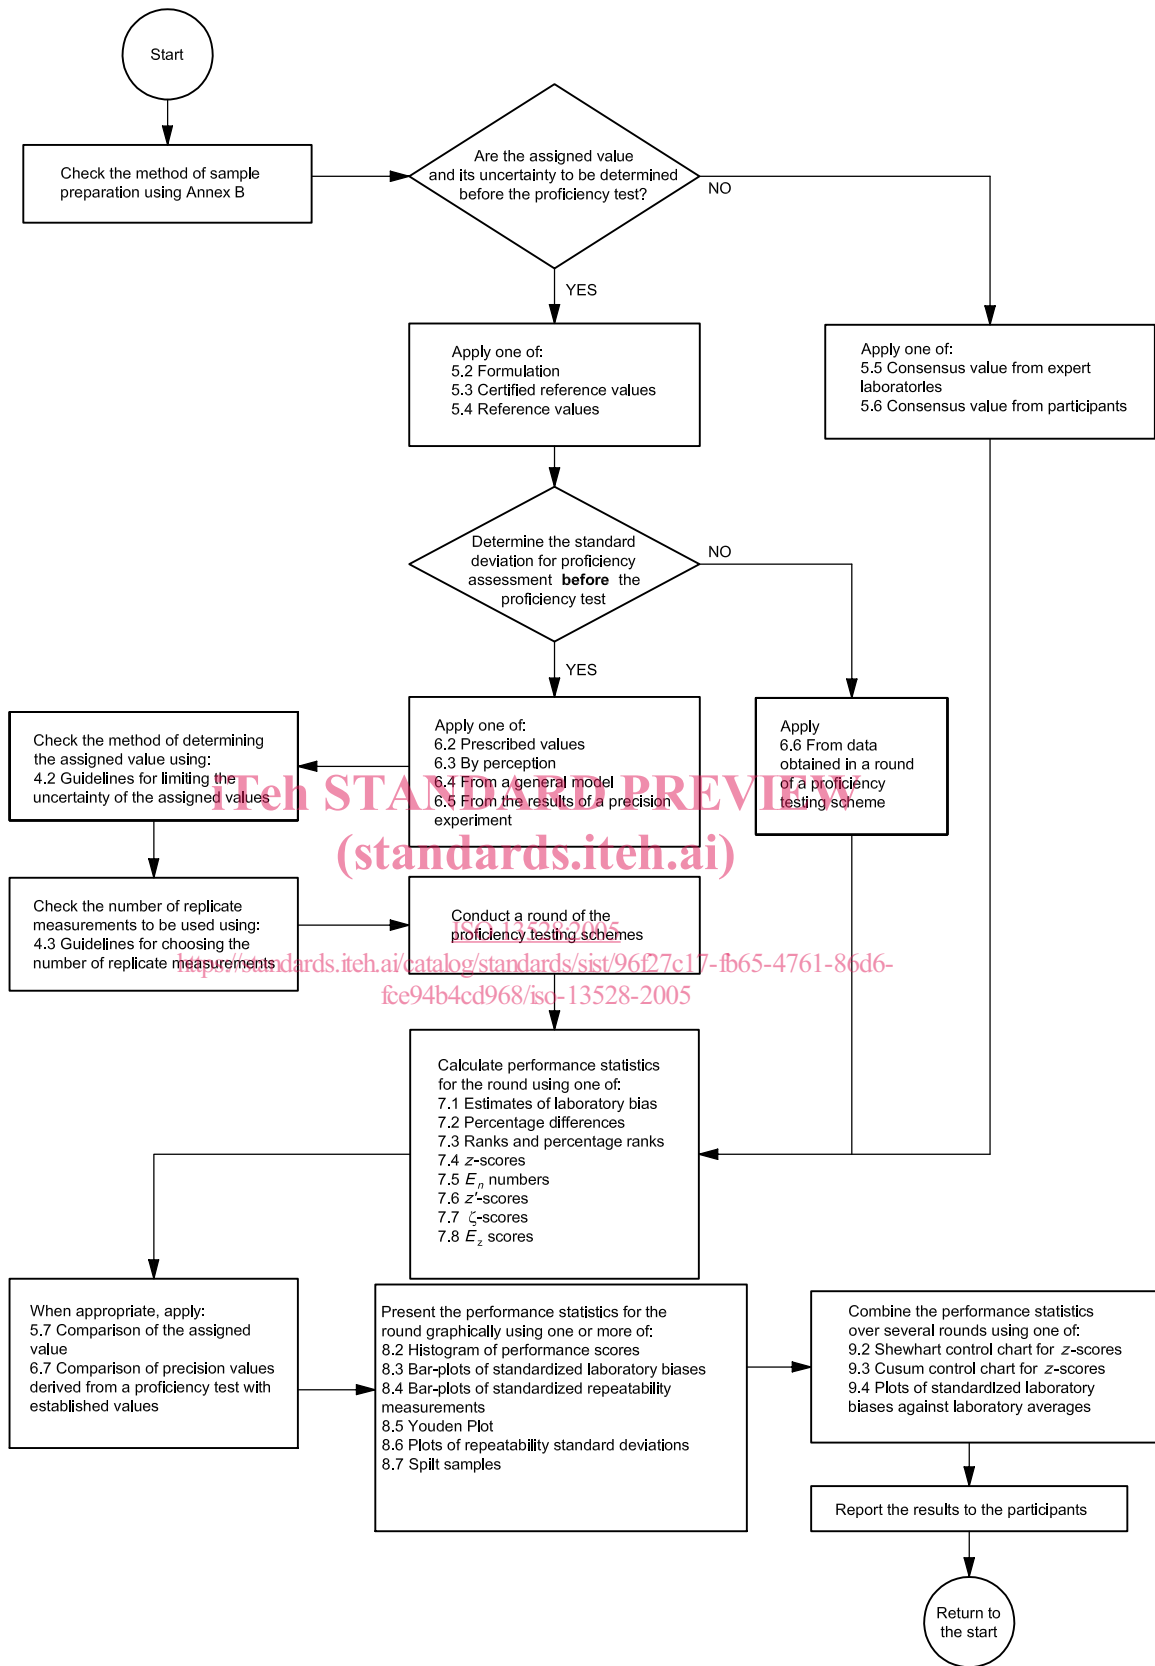 Start
Check the method of sample
preparation using Annex B
Are the assigned value
and its uncertainty to be determined
before the proficiency test?
NO
YES
Apply one of:
5.2 Formulation
5.3 Certified reference values
5.4 Reference values
Apply one of:
5.5 Consensus value from expert
laboratories
5.6 Consensus value from participants
Determine the standard
deviation for proficiency
assessment before the
proficiency test
NO
YES
Check the method of determining
the assigned value using:
4.2 Guidelines for limiting the
uncertainty of the assigned values
Apply one of:
6.2 Prescribed values
6.3 By perception
6.4 From a general model
6.5 From the results of a precision
experiment
Apply
6.6 From data
obtained in a round
of a proficiency
testing scheme
iTeh STANDARD PREVIEW
(standards.iteh.ai)
Check the number of replicate
measurements to be used using:
4.3 Guidelines for choosing the
number of replicate measurements
Conduct a round of the
proficiency testing schemes
ISO 13528:2005
https://standards.iteh.ai/catalog/standards/sist/96f27c17-fb65-4761-86d6-
fce94b4cd968/iso-13528-2005
Calculate performance statistics
for the round using one of:
7.1 Estimates of laboratory bias
7.2 Percentage differences
7.3 Ranks and percentage ranks
7.4 z-scores
7.5 En numbers
7.6 z′-scores
7.7 ζ-scores
7.8 Ez scores
When appropriate, apply:
5.7 Comparison of the assigned
value
6.7 Comparison of precision values
derived from a proficiency test with
established values
Present the performance statistics for the
round graphically using one or more of:
8.2 Histogram of performance scores
8.3 Bar-plots of standardized laboratory biases
8.4 Bar-plots of standardized repeatability
measurements
8.5 Youden Plot
8.6 Plots of repeatability standard deviations
8.7 Spilt samples
Combine the performance statistics
over several rounds using one of:
9.2 Shewhart control chart for z-scores
9.3 Cusum control chart for z-scores
9.4 Plots of standardized laboratory
biases against laboratory averages
Report the results to the participants
Return to
the start